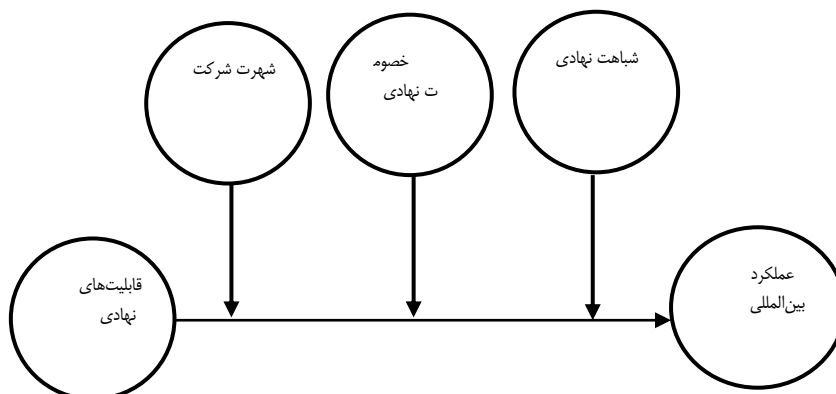 شهرت شرکت
خصوم
ت نهادی
شباهت نهادی
قابلیت‌های
نهادی
عملکرد
بین‌المللی